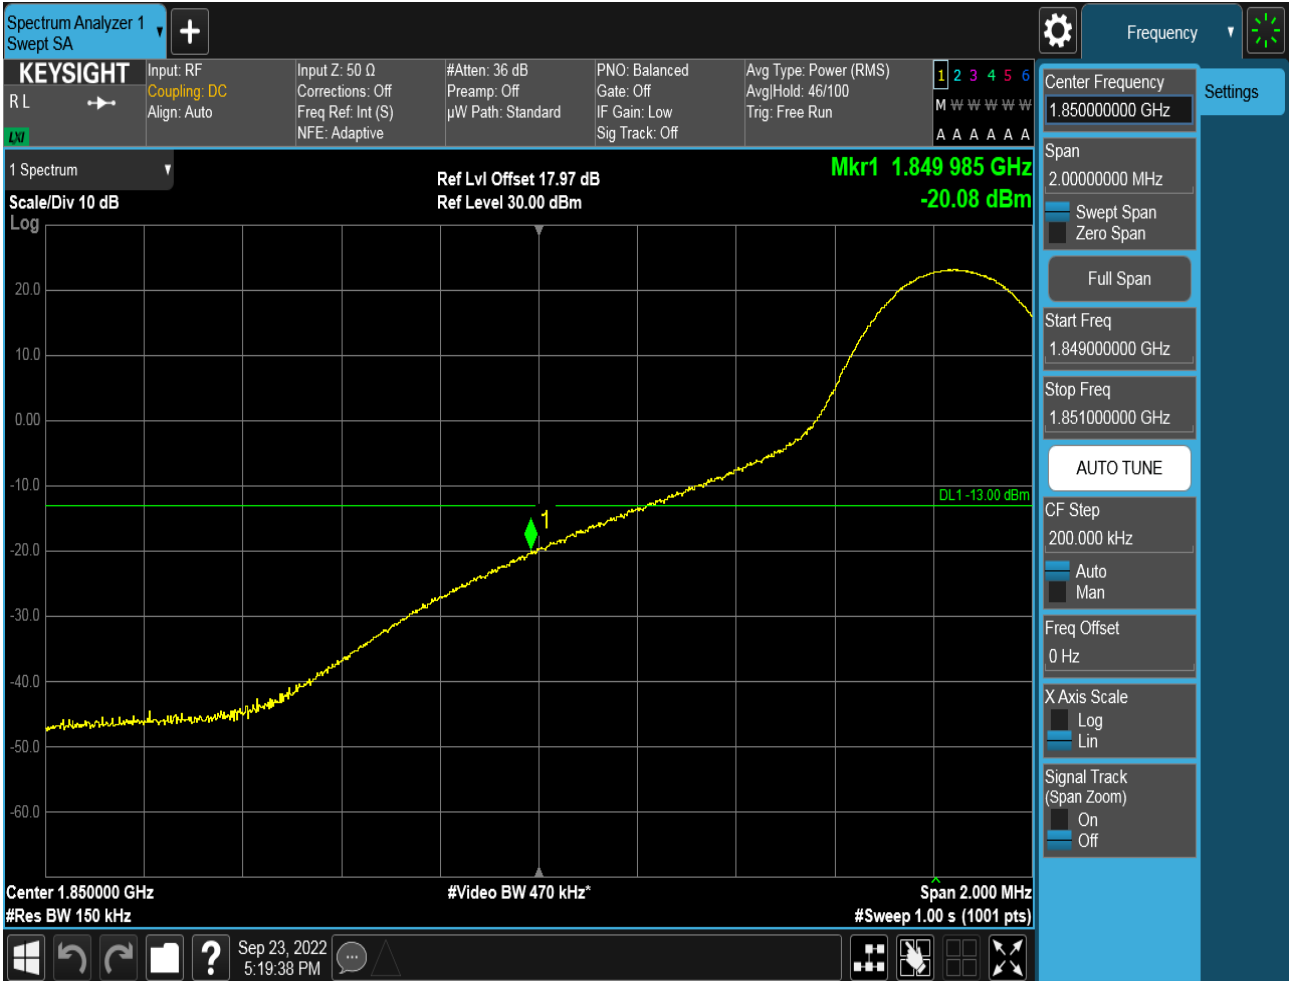 Spectrum Analyzer 1
Swept SA
Frequency
KEYSIGHT
R L
LXI
Input: RF
Coupling: DC
Align: Auto
Input Z: 50 Ω
Corrections: Off
Freq Ref: Int (S)
NFE: Adaptive
#Atten: 36 dB
Preamp: Off
µW Path: Standard
PNO: Balanced
Gate: Off
IF Gain: Low
Sig Track: Off
Avg Type: Power (RMS)
Avg|Hold: 46/100
Trig: Free Run
1 2 3 4 5 6
M W W W W W
A A A A A A
1 Spectrum
Scale/Div 10 dB
Log
Ref Lvl Offset 17.97 dB
Ref Level 30.00 dBm
Mkr1 1.849 985 GHz
-20.08 dBm
20.0
10.0
0.00
-10.0
-20.0
-30.0
-40.0
-50.0
-60.0
DL1 -13.00 dBm
1
Center 1.850000 GHz
#Res BW 150 kHz
#Video BW 470 kHz*
Span 2.000 MHz
#Sweep 1.00 s (1001 pts)
Settings
Center Frequency
1.850000000 GHz
Span
2.00000000 MHz
Swept Span
Zero Span
Full Span
Start Freq
1.849000000 GHz
Stop Freq
1.851000000 GHz
AUTO TUNE
CF Step
200.000 kHz
Auto
Man
Freq Offset
0 Hz
X Axis Scale
Log
Lin
Signal Track
(Span Zoom)
On
Off
?
Sep 23, 2022
5:19:38 PM